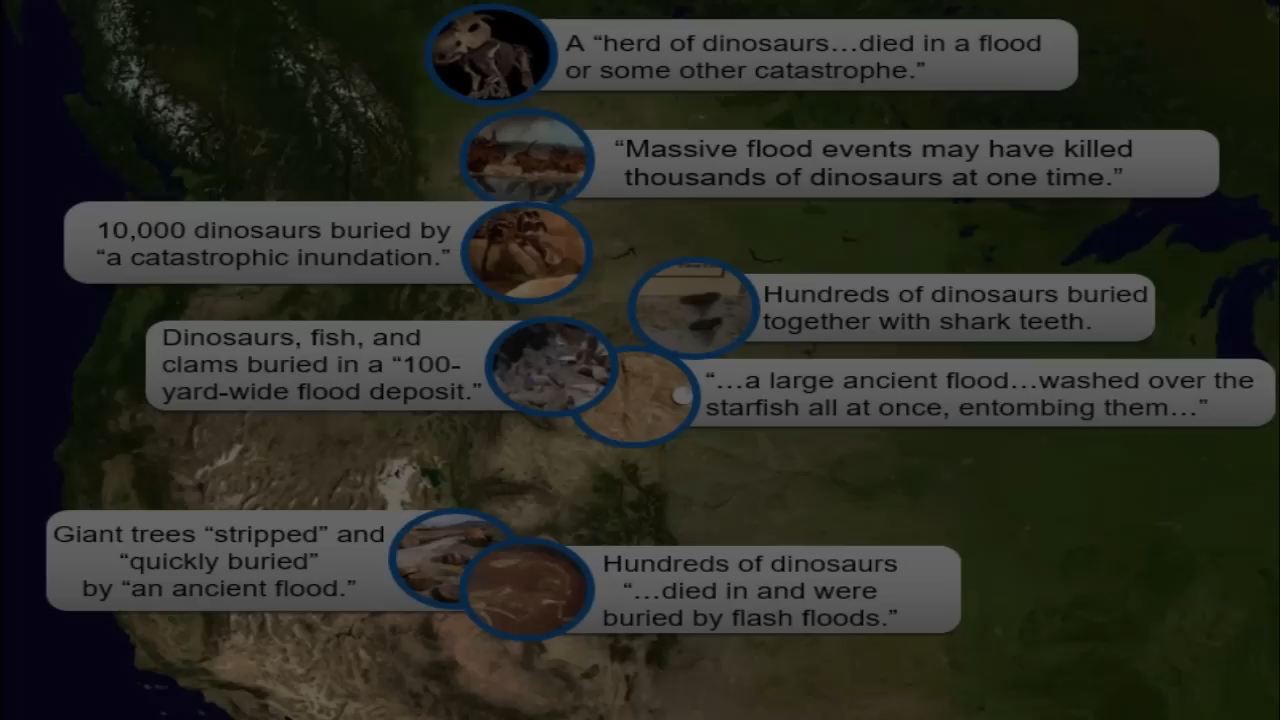 A “herd of dinosaurs…died in a flood
or some other catastrophe.”
“Massive flood events may have killed
thousands of dinosaurs at one time.”
10,000 dinosaurs buried by
“a catastrophic inundation.”
Hundreds of dinosaurs buried
together with shark teeth.
Dinosaurs, fish, and
clams buried in a “100-
yard-wide flood deposit.”
“…a large ancient flood…washed over the
starfish all at once, entombing them…”
Giant trees “stripped” and
“quickly buried”
by “an ancient flood.”
Hundreds of dinosaurs
“…died in and were
buried by flash floods.”